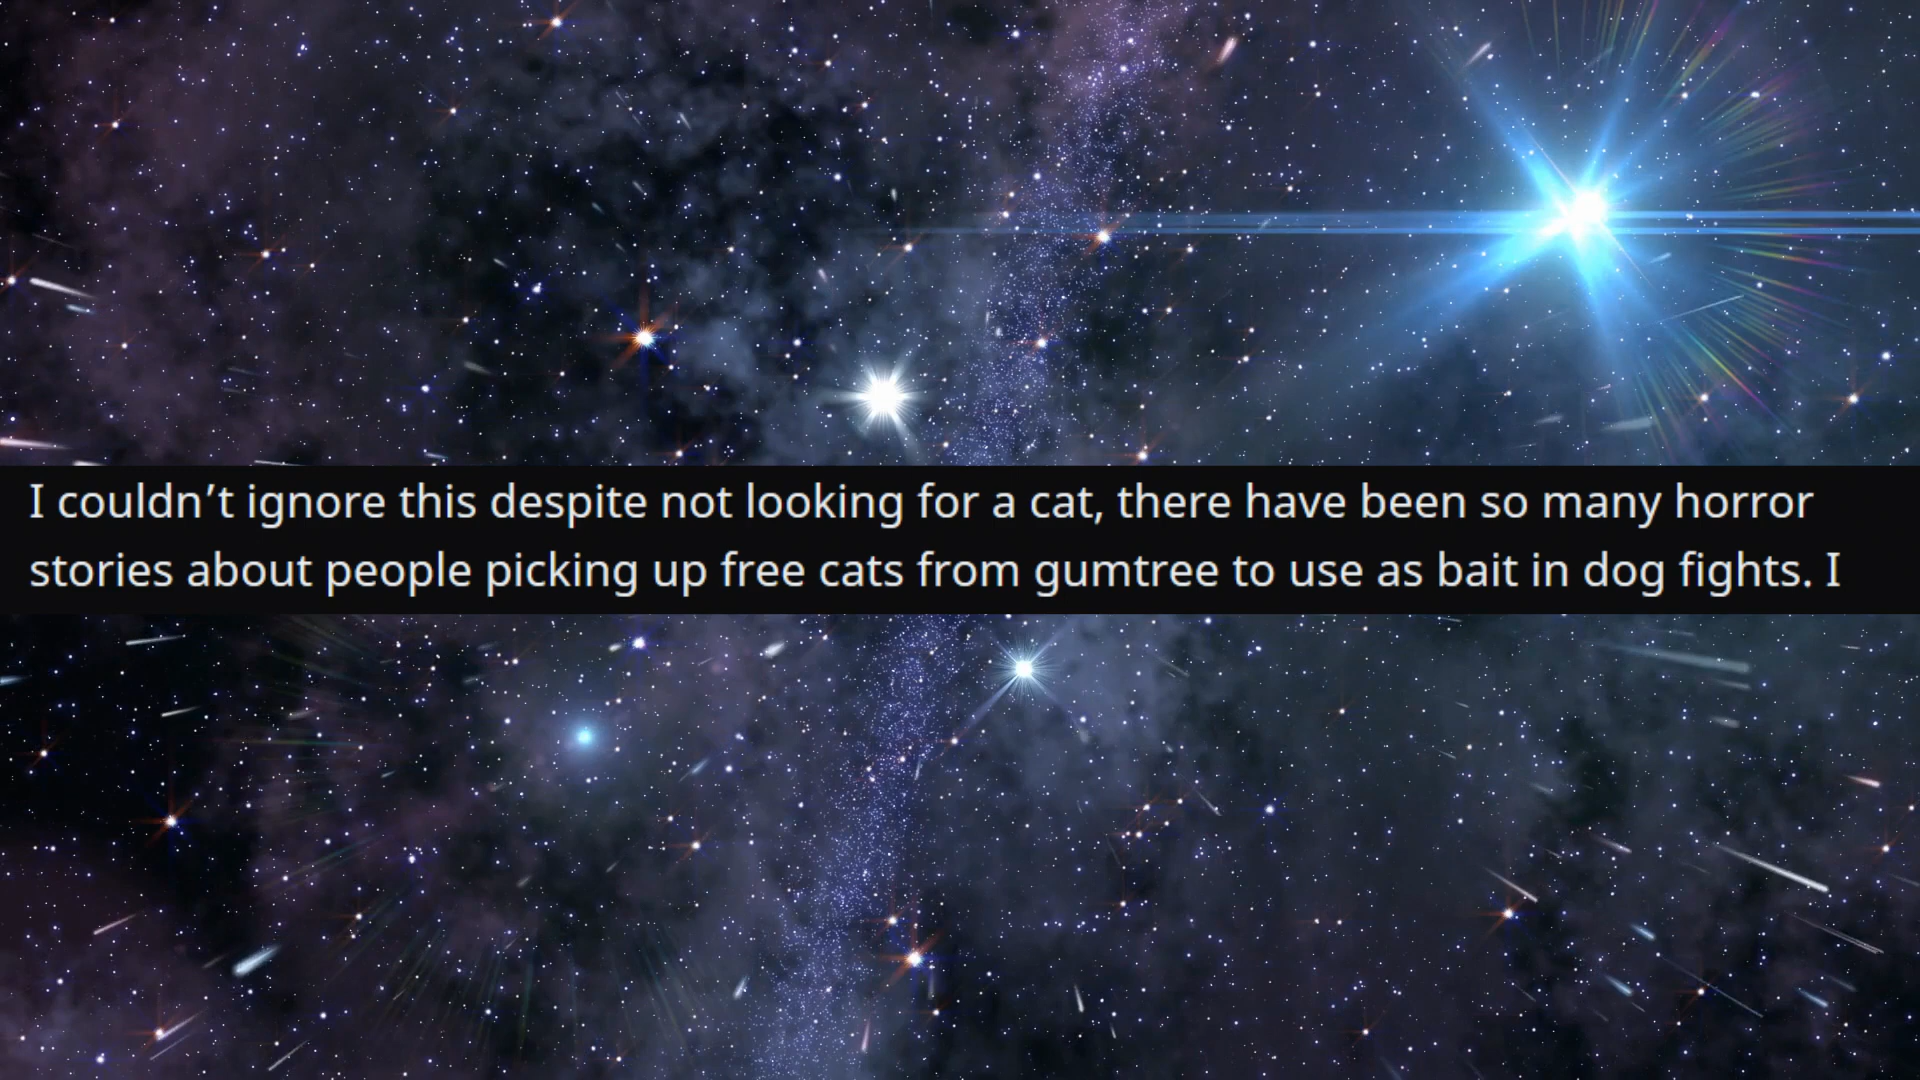 I couldn’t ignore this despite not looking for a cat, there have been so many horror
stories about people picking up free cats from gumtree to use as bait in dog fights. I